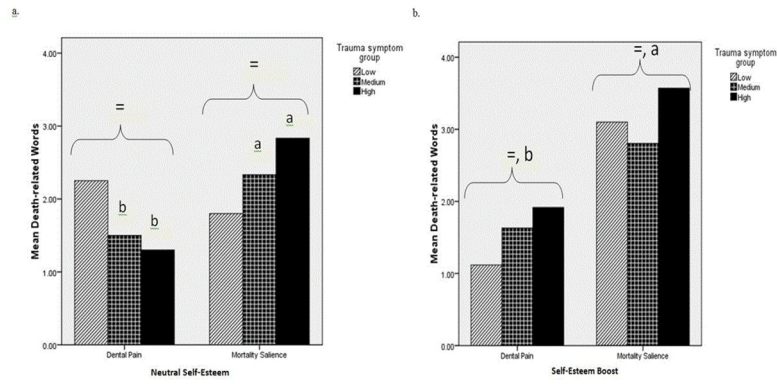 a.
4.00
3.00
2.00
1.00
0.00
Mean Death-related Words
=
b
b
=
a
a
Dental Pain
Mortality Salience
Neutral Self-Esteem
Trauma symptom
group
Low
Medium
High
b.
4.00
3.00
2.00
1.00
0.00
Mean Death-related Words
=, b
=, a
Dental Pain
Mortality Salience
Self-Esteem Boost
Trauma symptom
group
Low
Medium
High